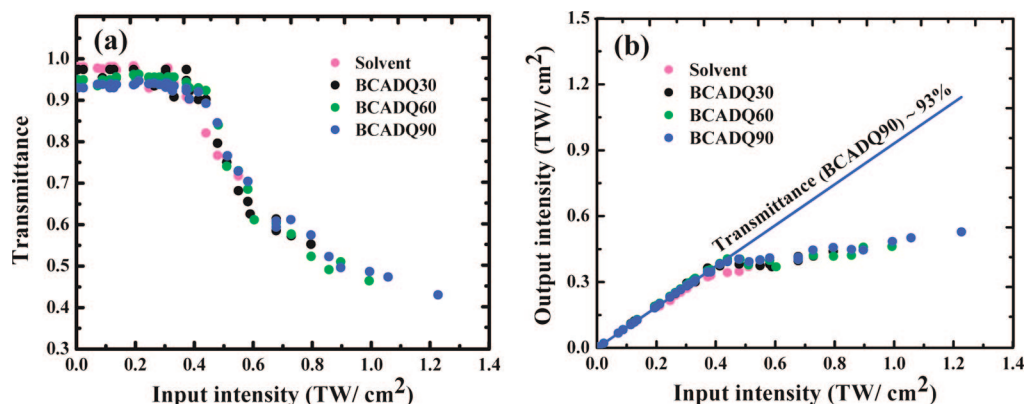 (a)
Solvent
BCADQ30
BCADQ60
BCADQ90
Transmittance
1.0
0.9
0.8
0.7
0.6
0.5
0.4
0.3
0.0 0.2 0.4 0.6 0.8 1.0 1.2 1.4
Input intensity (TW/ cm2)
(b)
Solvent
BCADQ30
BCADQ60
BCADQ90
Transmittance (BCADQ90) ~ 93%
Output intensity (TW/ cm2)
1.5
1.2
0.9
0.6
0.3
0.0
0.0 0.2 0.4 0.6 0.8 1.0 1.2 1.4
Input intensity (TW/ cm2)